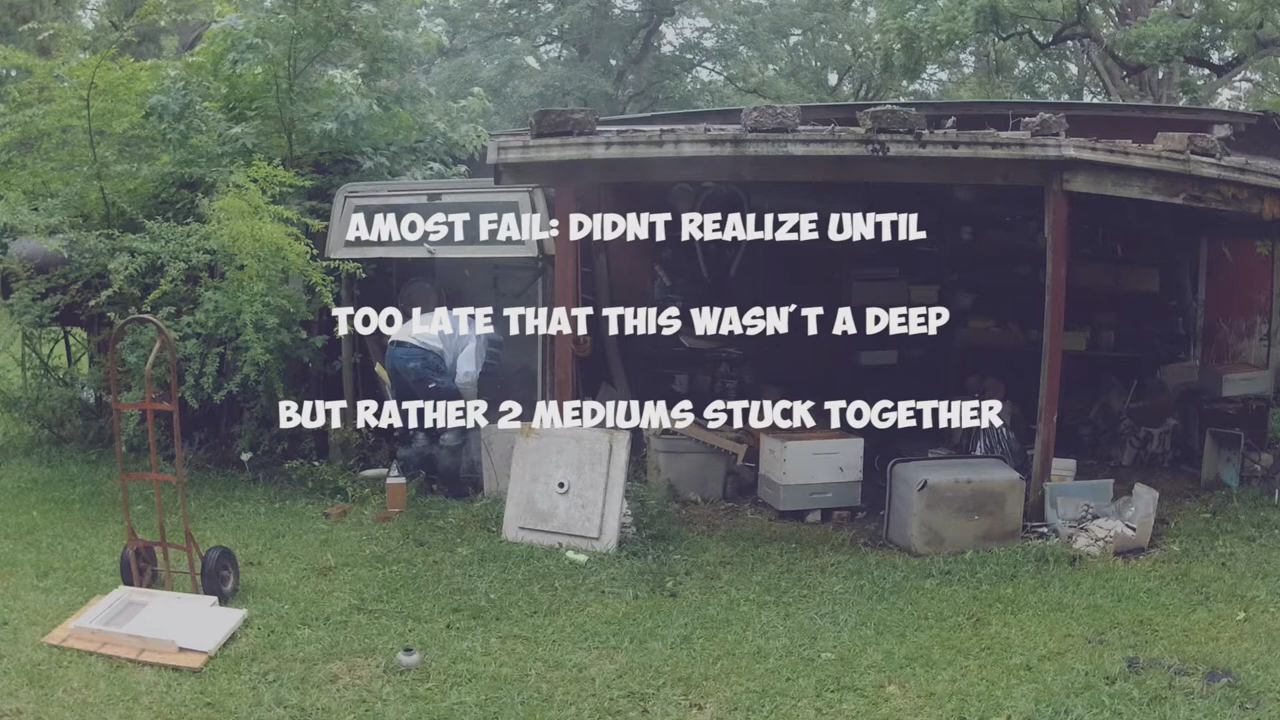 AMOST FAIL: DIDNT REALIZE UNTIL
TOO LATE THAT THIS WASN'T A DEEP
BUT RATHER 2 MEDIUMS STUCK TOGETHER